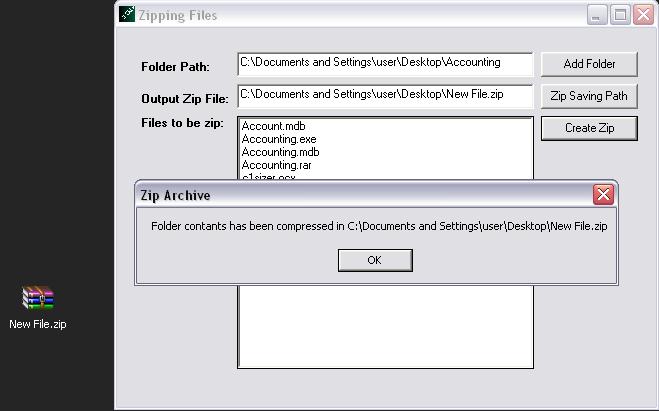 Zipping Files
Folder Path: C:\Documents and Settings\user\Desktop\Accounting Add Folder
Output Zip File: C:\Documents and Settings\user\Desktop\New File.zip Zip Saving Path
Files to be zip: Create Zip
Account.mdb
Accounting.exe
Accounting.mdb
Accounting.rar
c1sizer.ocx
Zip Archive
Folder contants has been compressed in C:\Documents and Settings\user\Desktop\New File.zip
OK
New File.zip